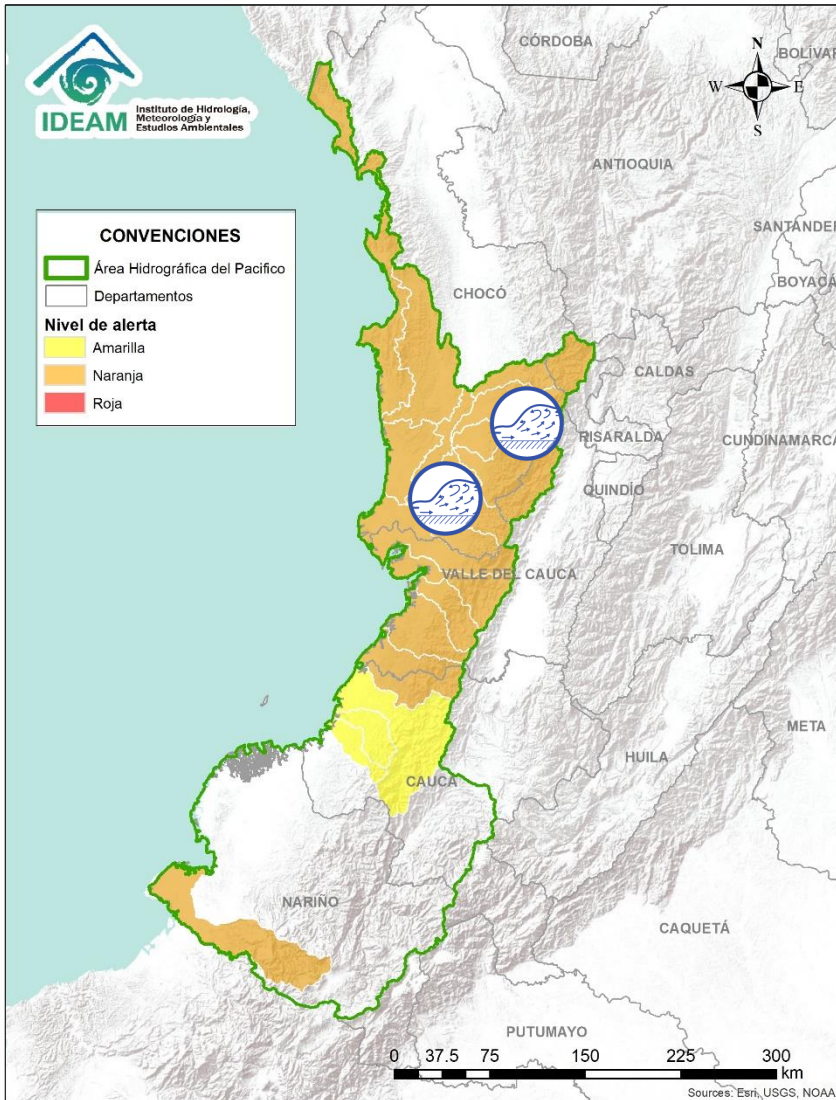 IDEAM
Instituto de Hidrología,
Meteorología y
Estudios Ambientales
CÓRDOBA
BOLÍVAR
N
W
E
S
ANTIOQUIA
SANTANDER
BOYACÁ
CONVENCIONES
Área Hidrográfica del Pacifico
Departamentos
Nivel de alerta
Amarilla
Naranja
Roja
CHOCÓ
CALDAS
RISARALDA
CUNDINAMARCA
QUINDÍO
TOLIMA
VALLE DEL CAUCA
META
HUILA
CAUCA
NARIÑO
CAQUETÁ
PUTUMAYO
0 37.5 75 150 225 300
km
Sources: Esri, USGS, NOAA